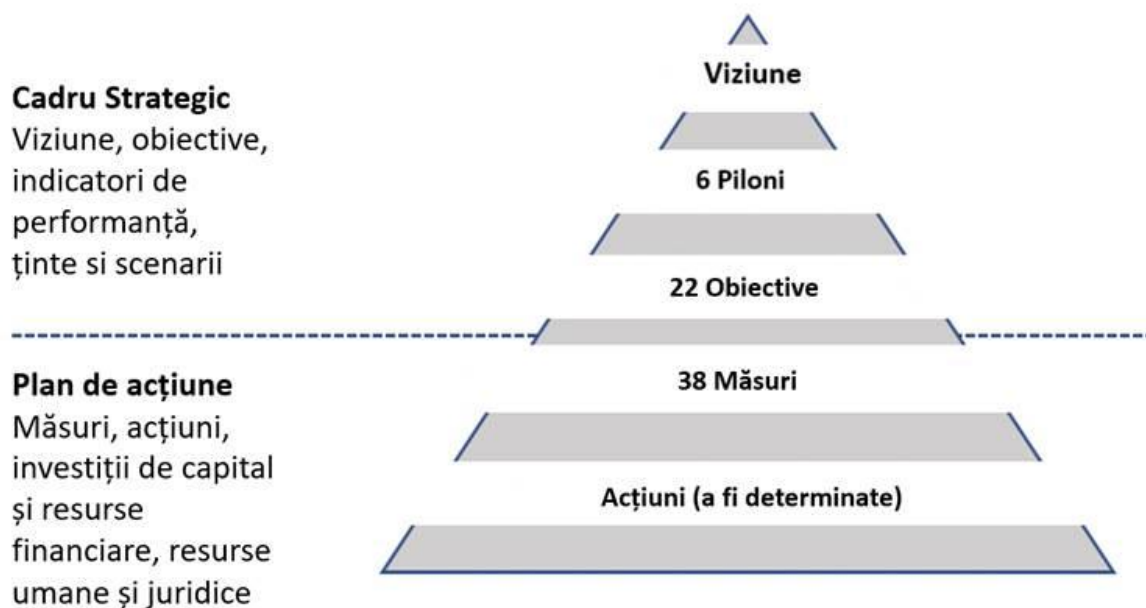 Cadru Strategic
Viziune, obiective,
indicatori de
performanță,
ținte si scenarii
Plan de acțiune
Măsuri, acțiuni,
investiții de capital
și resurse
financiare, resurse
umane și juridice
Viziune
6 Piloni
22 Obiective
38 Măsuri
Acțiuni (a fi determinate)